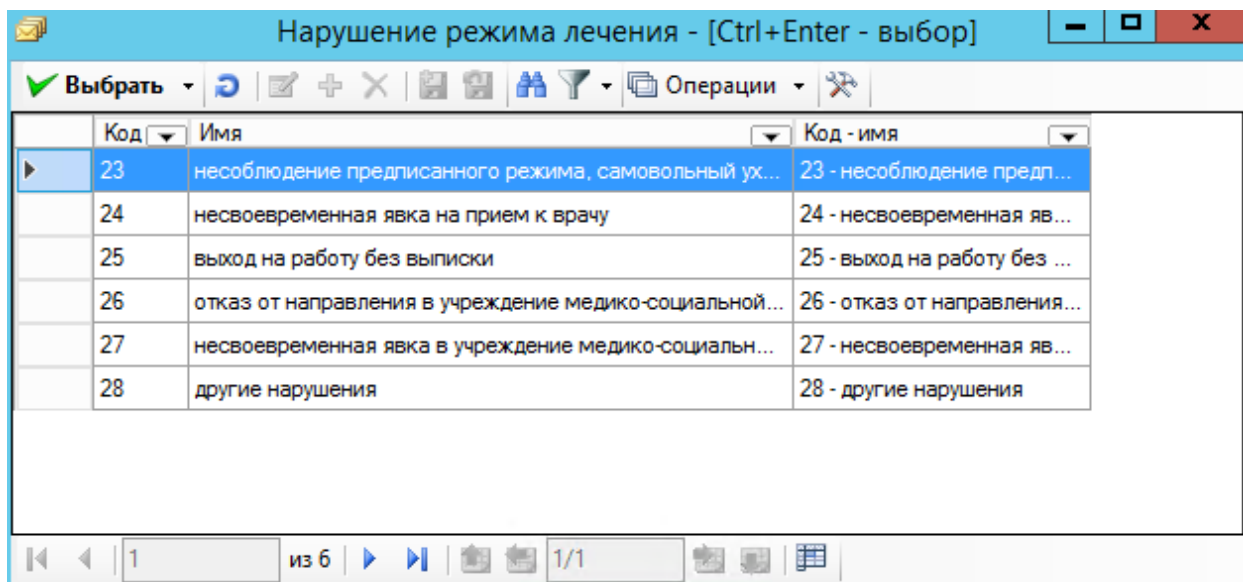 Нарушение режима лечения - [Ctrl+Enter - выбор]
Выбрать Операции
Код Имя Код - имя
23 несоблюдение предписанного режима, самовольный ух... 23 - несоблюдение предп...
24 несвоевременная явка на прием к врачу 24 - несвоевременная яв...
25 выход на работу без выписки 25 - выход на работу без ...
26 отказ от направления в учреждение медико-социальной... 26 - отказ от направления...
27 несвоевременная явка в учреждение медико-социальн... 27 - несвоевременная яв...
28 другие нарушения 28 - другие нарушения
1 из 6 1/1